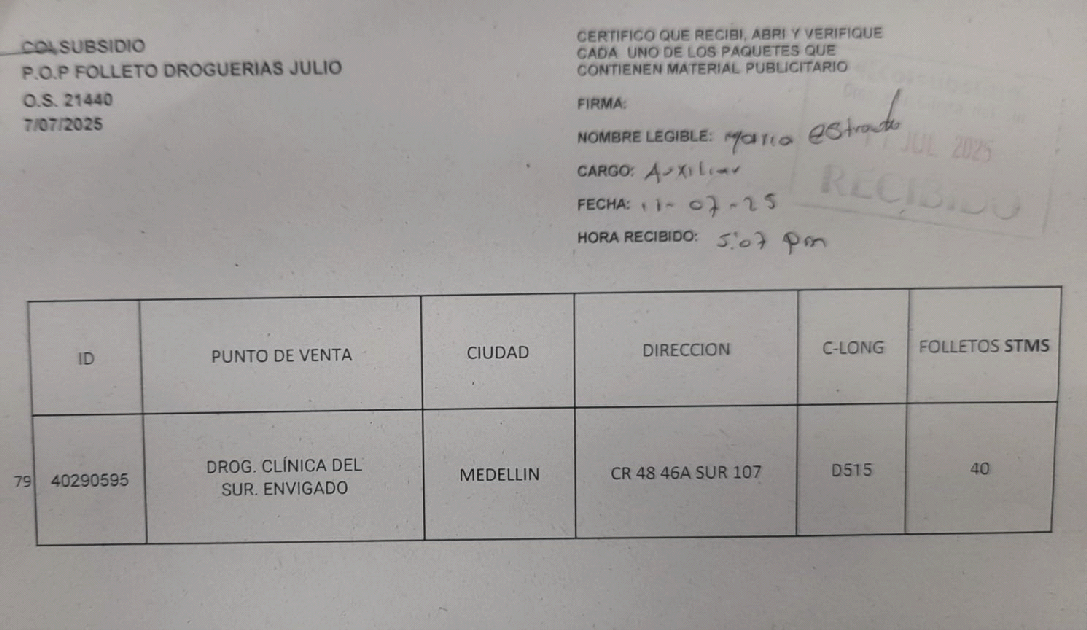 COLSUBSIDIO
P.O.P FOLLETO DROGUERIAS JULIO
O.S. 21440
7/07/2025
CERTIFICO QUE RECIBI, ABRI Y VERIFIQUE
CADA UNO DE LOS PAQUETES QUE
CONTIENEN MATERIAL PUBLICITARIO
FIRMA:
NOMBRE LEGIBLE: Maria estrada
CARGO: Auxiliar
FECHA: 11-07-25
HORA RECIBIDO: 5:07 pm
JUL 2025
RECIBIDO
ID PUNTO DE VENTA CIUDAD DIRECCION C-LONG FOLLETOS STMS
79 40290595 DROG. CLÍNICA DEL SUR. ENVIGADO MEDELLIN CR 48 46A SUR 107 D515 40